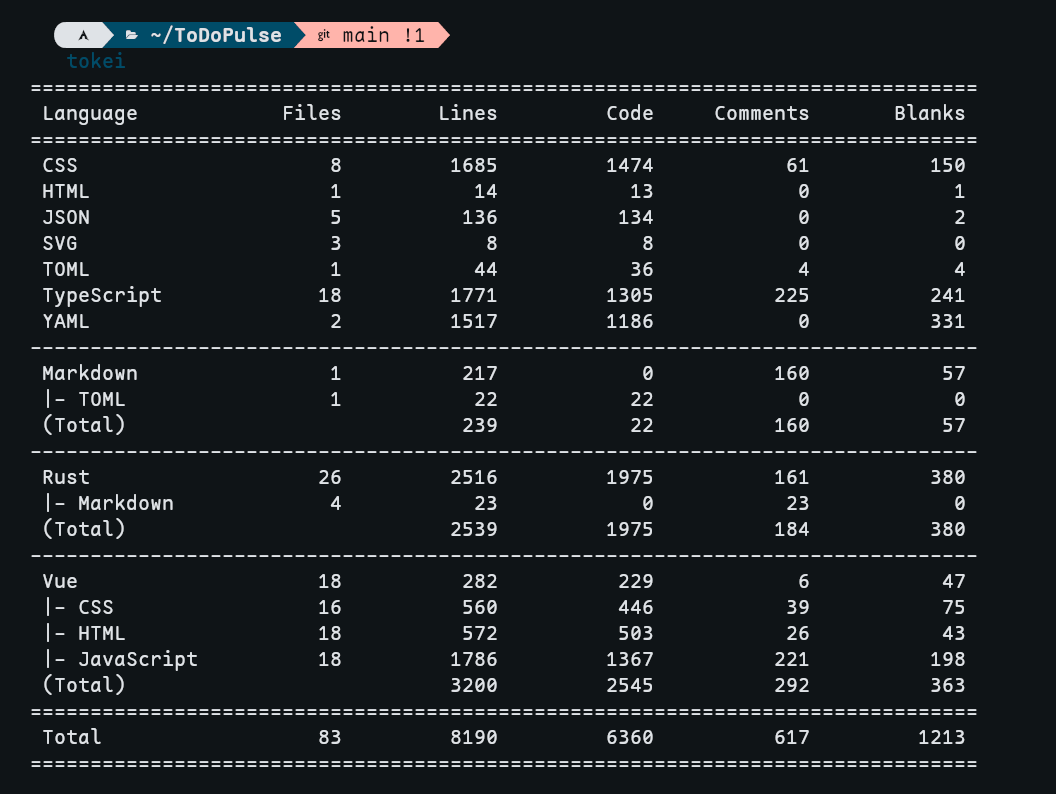 ~/ToDoPulse git main !1
tokei
===============================================================================
 Language            Files        Lines         Code     Comments       Blanks
===============================================================================
 CSS                     8         1685         1474           61          150
 HTML                    1           14           13            0            1
 JSON                    5          136          134            0            2
 SVG                     3            8            8            0            0
 TOML                    1           44           36            4            4
 TypeScript             18         1771         1305          225          241
 YAML                    2         1517         1186            0          331
-------------------------------------------------------------------------------
 Markdown                1          217            0          160           57
 |- TOML                 1           22           22            0            0
 (Total)                            239           22          160           57
-------------------------------------------------------------------------------
 Rust                   26         2516         1975          161          380
 |- Markdown             4           23            0           23            0
 (Total)                           2539         1975          184          380
-------------------------------------------------------------------------------
 Vue                    18          282          229            6           47
 |- CSS                 16          560          446           39           75
 |- HTML                18          572          503           26           43
 |- JavaScript          18         1786         1367          221          198
 (Total)                           3200         2545          292          363
===============================================================================
 Total                  83         8190         6360          617         1213
===============================================================================